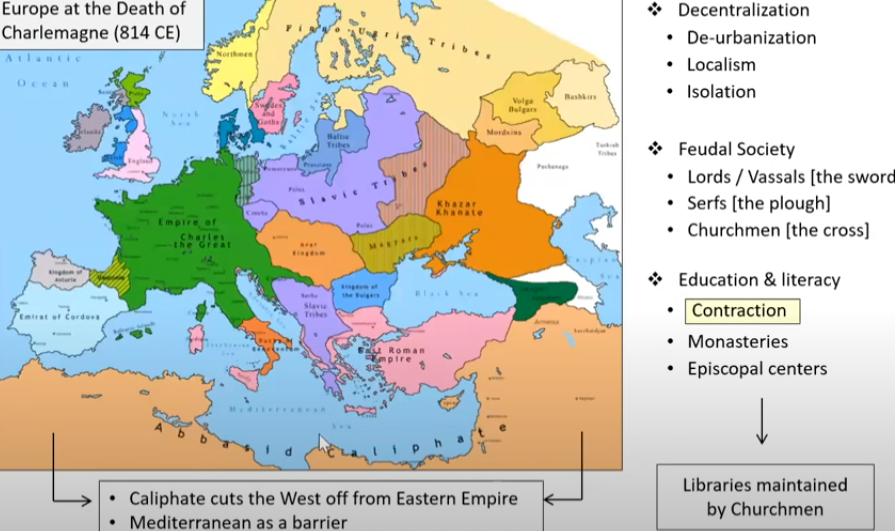 Europe at the Death of
Charlemagne (814 CE)
Atlantic
Ocean
North
Sea
Northmen
Finno-Ugric Tribes
Swedes
and
Goths
Baltic
Tribes
Prussians
Volga
Bulgars
Bashkirs
Mordvins
Turkish
Tribes
England
Slavic Tribes
Poles
Khazar
Khanate
Magyars
Empire of
Charles
the Great
Avar
Kingdom
Kingdom of
the Bulgars
Black Sea
Caspian
Sea
Serbs
Slavic
Tribes
Kingdom of
Asturia
Emirat of Cordova
East Roman
Empire
Armenia
Mediterranean
Sea
Abbasid Caliphate
• Caliphate cuts the West off from Eastern Empire
• Mediterranean as a barrier
❖ Decentralization
• De-urbanization
• Localism
• Isolation
❖ Feudal Society
• Lords / Vassals [the sword
• Serfs [the plough]
• Churchmen [the cross]
❖ Education & literacy
• Contraction
• Monasteries
• Episcopal centers
Libraries maintained
by Churchmen